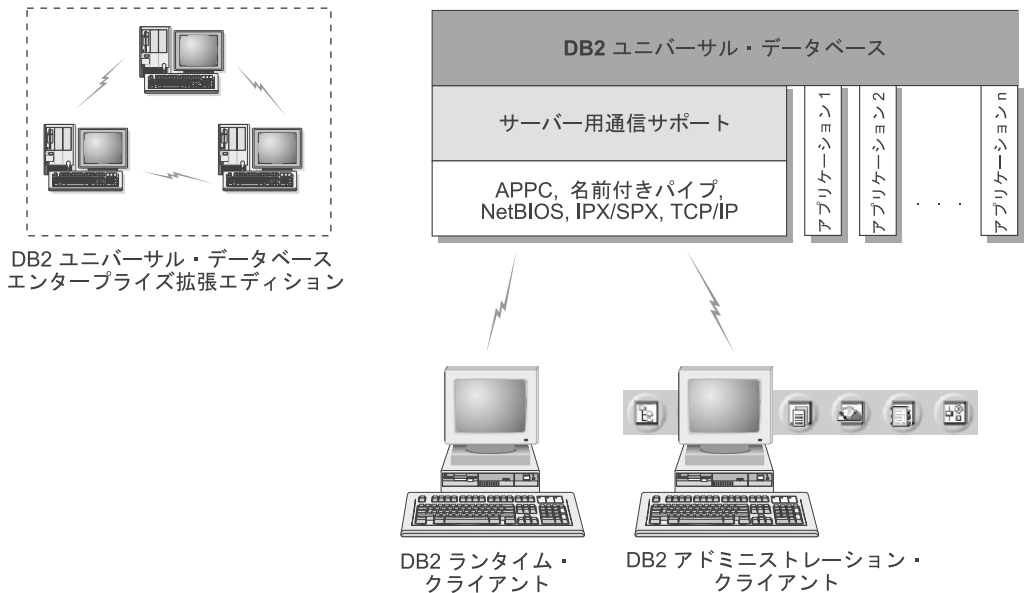 DB2 ユニバーサル・データベース
エンタープライズ拡張エディション
DB2 ユニバーサル・データベース
サーバー用通信サポート
APPC, 名前付きパイプ,
NetBIOS, IPX/SPX, TCP/IP
アプリケーション 1
アプリケーション 2
. . .
アプリケーション n
DB2 ランタイム・
クライアント
DB2 アドミニストレーション・
クライアント